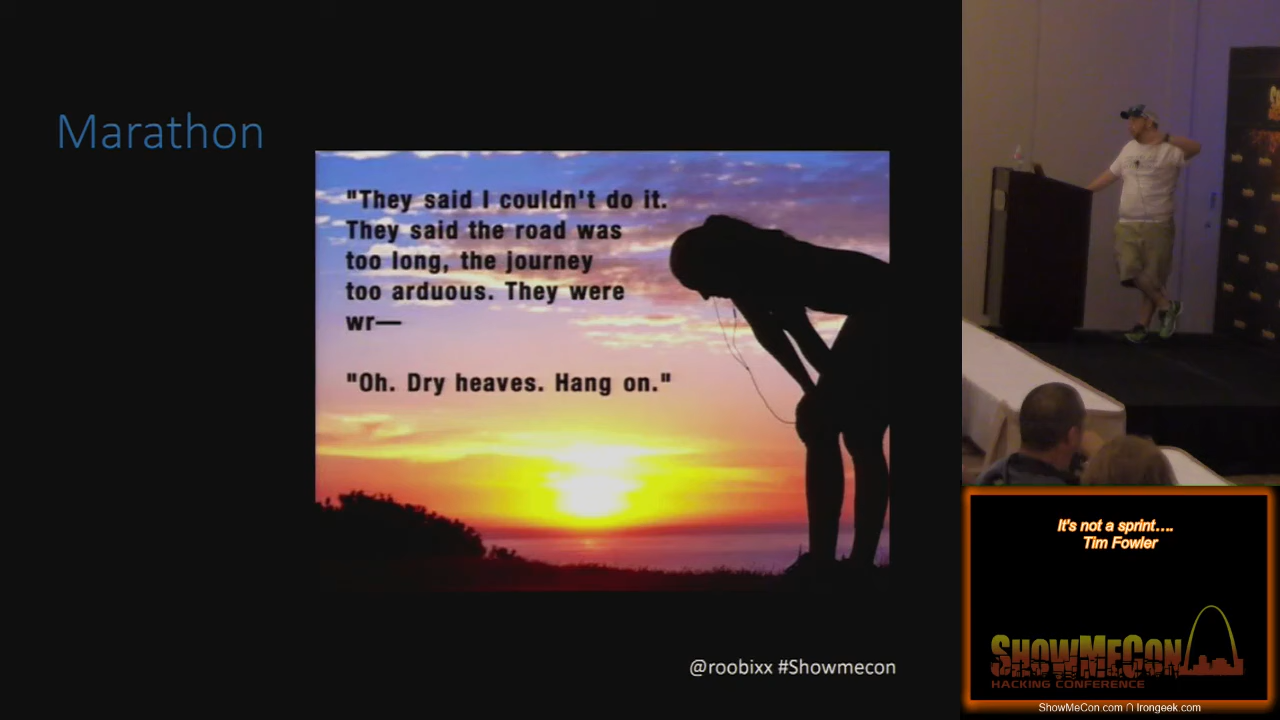 Marathon
"They said I couldn't do it.
They said the road was
too long, the journey
too arduous. They were
wr—
"Oh. Dry heaves. Hang on."
@roobixx #Showmecon
It's not a sprint....
Tim Fowler
SHOWMECON
HACKING CONFERENCE
ShowMeCon.com ∩ Irongeek.com